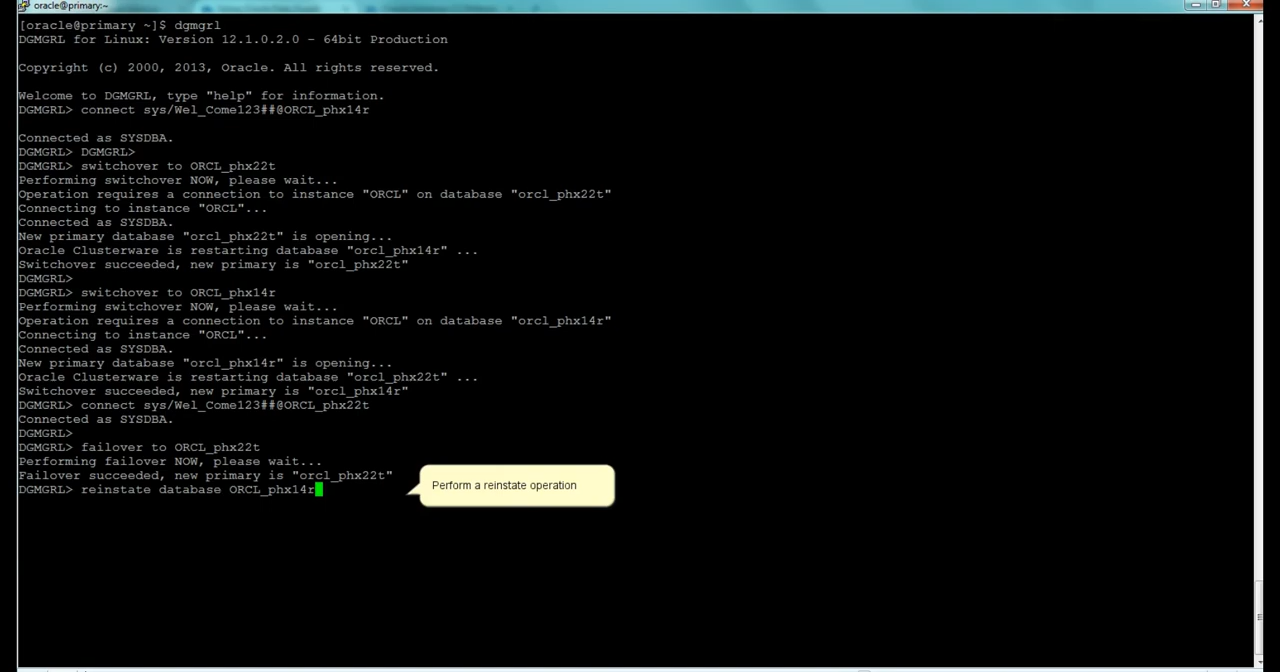 oracle@primary:~
[oracle@primary ~]$ dgmgrl
DGMGRL for Linux: Version 12.1.0.2.0 - 64bit Production
Copyright (c) 2000, 2013, Oracle. All rights reserved.
Welcome to DGMGRL, type "help" for information.
DGMGRL> connect sys/Wel_Come123##@ORCL_phx14r
Connected as SYSDBA.
DGMGRL> DGMGRL>
DGMGRL> switchover to ORCL_phx22t
Performing switchover NOW, please wait...
Operation requires a connection to instance "ORCL" on database "orcl_phx22t"
Connecting to instance "ORCL"...
Connected as SYSDBA.
New primary database "orcl_phx22t" is opening...
Oracle Clusterware is restarting database "orcl_phx14r" ...
Switchover succeeded, new primary is "orcl_phx22t"
DGMGRL>
DGMGRL> switchover to ORCL_phx14r
Performing switchover NOW, please wait...
Operation requires a connection to instance "ORCL" on database "orcl_phx14r"
Connecting to instance "ORCL"...
Connected as SYSDBA.
New primary database "orcl_phx14r" is opening...
Oracle Clusterware is restarting database "orcl_phx22t" ...
Switchover succeeded, new primary is "orcl_phx14r"
DGMGRL> connect sys/Wel_Come123##@ORCL_phx22t
Connected as SYSDBA.
DGMGRL>
DGMGRL> failover to ORCL_phx22t
Performing failover NOW, please wait...
Failover succeeded, new primary is "orcl_phx22t"
DGMGRL> reinstate database ORCL_phx14r
Perform a reinstate operation